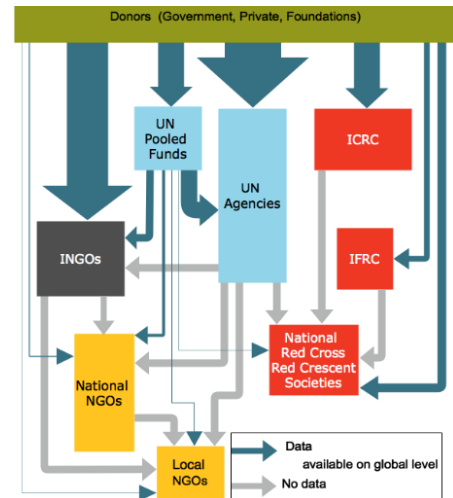 Donors (Government, Private, Foundations)
UN
Pooled
Funds
UN
Agencies
ICRC
INGOs
IFRC
National
NGOs
National
Red Cross
Red Crescent
Societies
Local
NGOs
Data
available on global level
No data